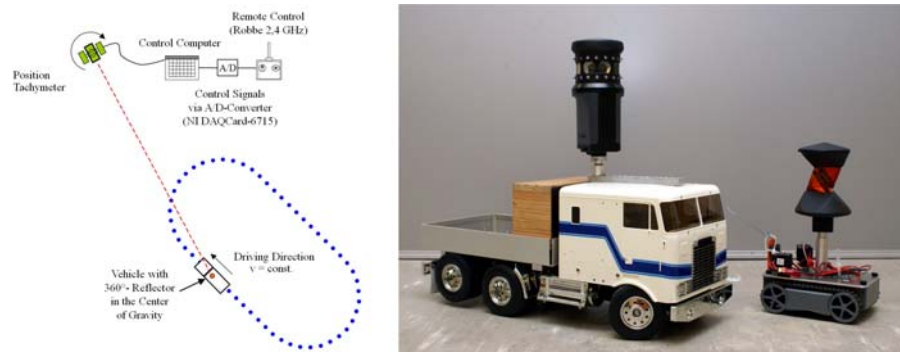 Remote Control
(Robbe 2,4 GHz)
Control Computer
A/D
Position
Tachymeter
Control Signals
via A/D-Converter
(NI DAQCard-6715)
Driving Direction
v = const.
Vehicle with
360°- Reflector
in the Center
of Gravity